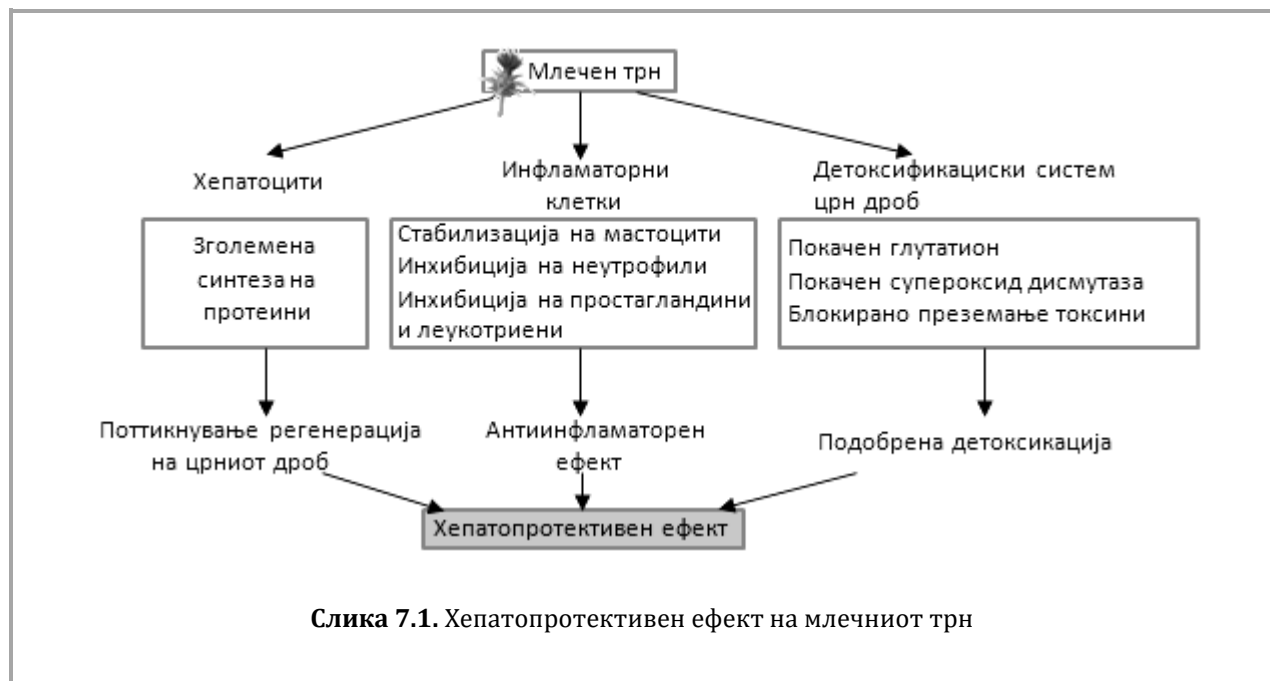 Млечен трн
Хепатоцити
Инфламаторни
клетки
Детоксификациски систем
црн дроб
Зголемена
синтеза на
протеини
Стабилизација на мастоцити
Инхибиција на неутрофили
Инхибиција на простагландини
и леукотриени
Покачен глутатион
Покачен супероксид дисмутаза
Блокирано преземање токсини
Поттикнување регенерација
на црниот дроб
Антиинфламаторен
ефект
Подобрена детоксикација
Хепатопротективен ефект
Слика 7.1. Хепатопротективен ефект на млечниот трн